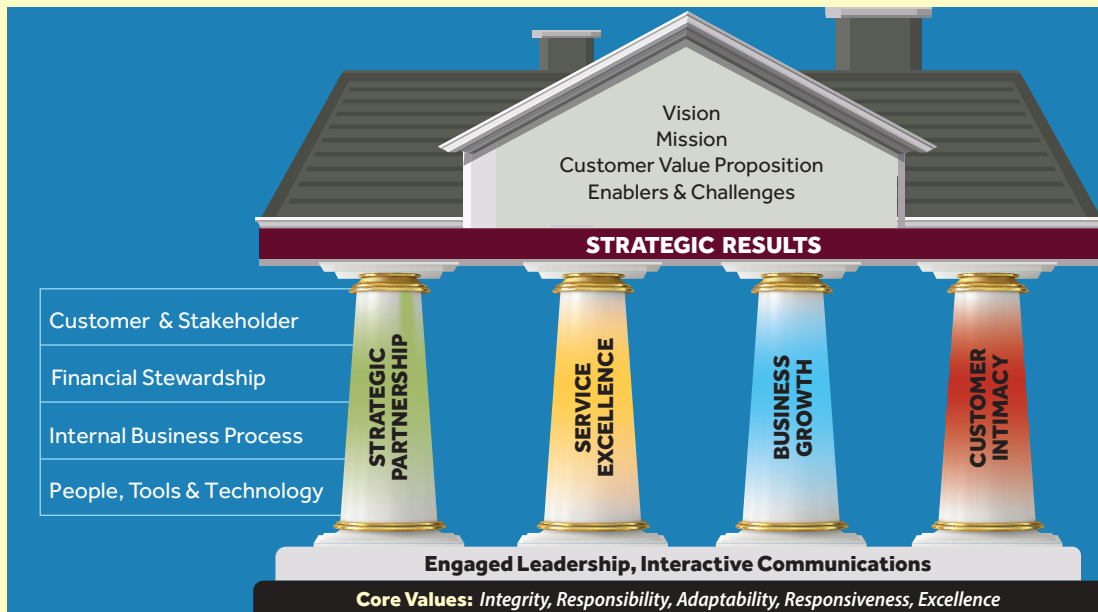 Vision
Mission
Customer Value Proposition
Enablers & Challenges
STRATEGIC RESULTS
Customer & Stakeholder
Financial Stewardship
Internal Business Process
People, Tools & Technology
STRATEGIC
PARTNERSHIP
SERVICE
EXCELLENCE
BUSINESS
GROWTH
CUSTOMER
INTIMACY
Engaged Leadership, Interactive Communications
Core Values: Integrity, Responsibility, Adaptability, Responsiveness, Excellence